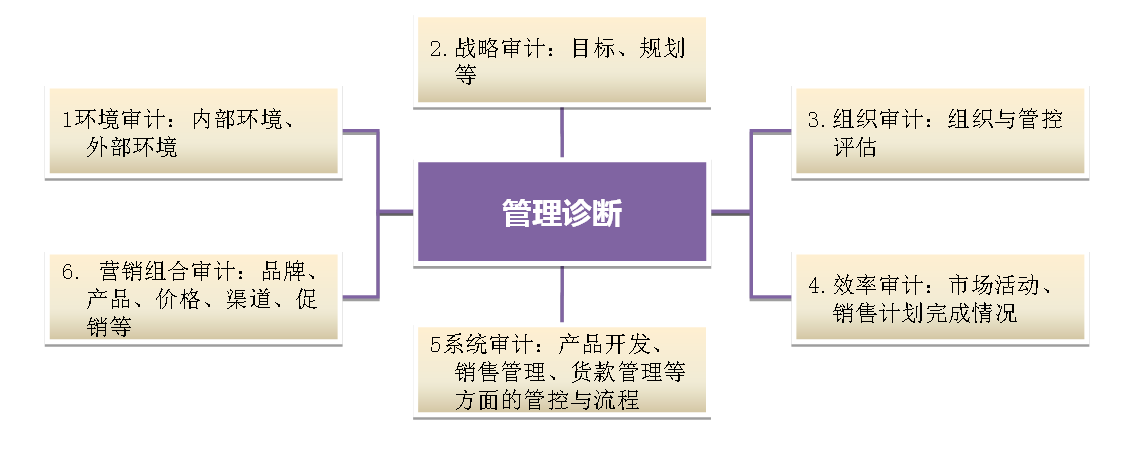 2.战略审计：目标、规划
等
1环境审计：内部环境、
外部环境
3.组织审计：组织与管控
评估
管理诊断
6. 营销组合审计：品牌、
产品、价格、渠道、促
销等
4.效率审计：市场活动、
销售计划完成情况
5系统审计：产品开发、
销售管理、货款管理等
方面的管控与流程